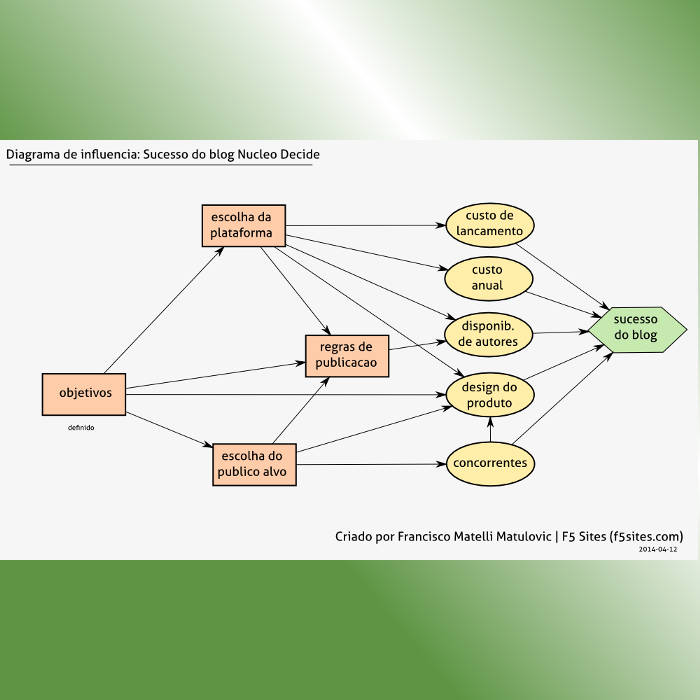 Diagrama de influencia: Sucesso do blog Nucleo Decide
escolha da
plataforma
custo de
lancamento
custo
anual
sucesso
do blog
disponib.
de autores
regras de
publicacao
objetivos
definido
design do
produto
escolha do
publico alvo
concorrentes
Criado por Francisco Matelli Matulovic | F5 Sites (f5sites.com)
2014-04-12